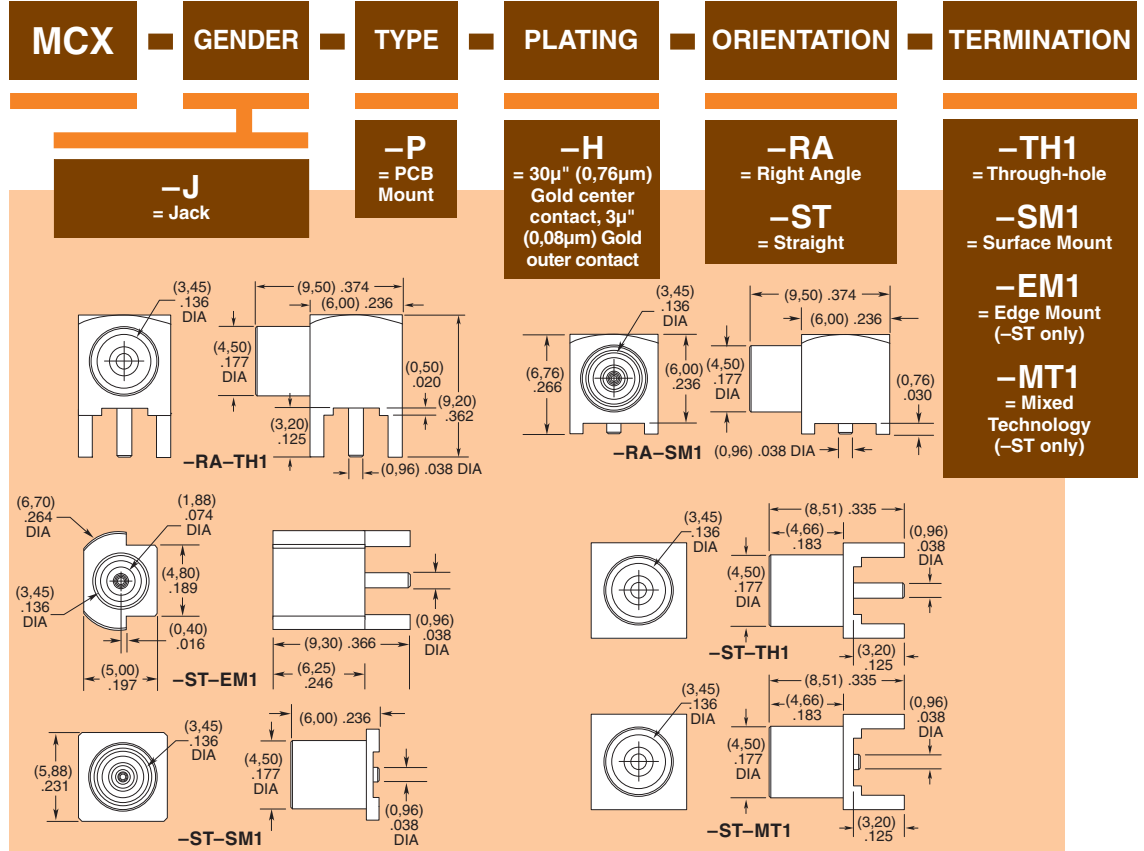 MCX – GENDER – TYPE – PLATING – ORIENTATION – TERMINATION
–J
= Jack
–P
= PCB
Mount
–H
= 30µ" (0,76µm)
Gold center
contact, 3µ"
(0,08µm) Gold
outer contact
–RA
= Right Angle
–ST
= Straight
–TH1
= Through-hole
–SM1
= Surface Mount
–EM1
= Edge Mount
(–ST only)
–MT1
= Mixed
Technology
(–ST only)
(3,45)
.136
DIA
(9,50) .374
(6,00) .236
(4,50)
.177
DIA
(0,50)
.020
(9,20)
.362
(3,20)
.125
–RA–TH1
(0,96) .038 DIA
(3,45)
.136
DIA
(9,50) .374
(6,00) .236
(6,76)
.266
(6,00)
.236
(4,50)
.177
DIA
(0,76)
.030
–RA–SM1
(0,96) .038 DIA
(6,70)
.264
DIA
(1,88)
.074
DIA
(4,80)
.189
(3,45)
.136
DIA
(0,40)
.016
(5,00)
.197
(0,96)
.038
DIA
(9,30) .366
(6,25)
.246
–ST–EM1
(3,45)
.136
DIA
(8,51) .335
(4,66)
.183
(0,96)
.038
DIA
(4,50)
.177
DIA
(3,20)
.125
–ST–TH1
(3,45)
.136
DIA
(5,88)
.231
(6,00) .236
(4,50)
.177
DIA
(0,96)
.038
DIA
–ST–SM1
(3,45)
.136
DIA
(8,51) .335
(4,66)
.183
(0,96)
.038
DIA
(4,50)
.177
DIA
(3,20)
.125
–ST–MT1